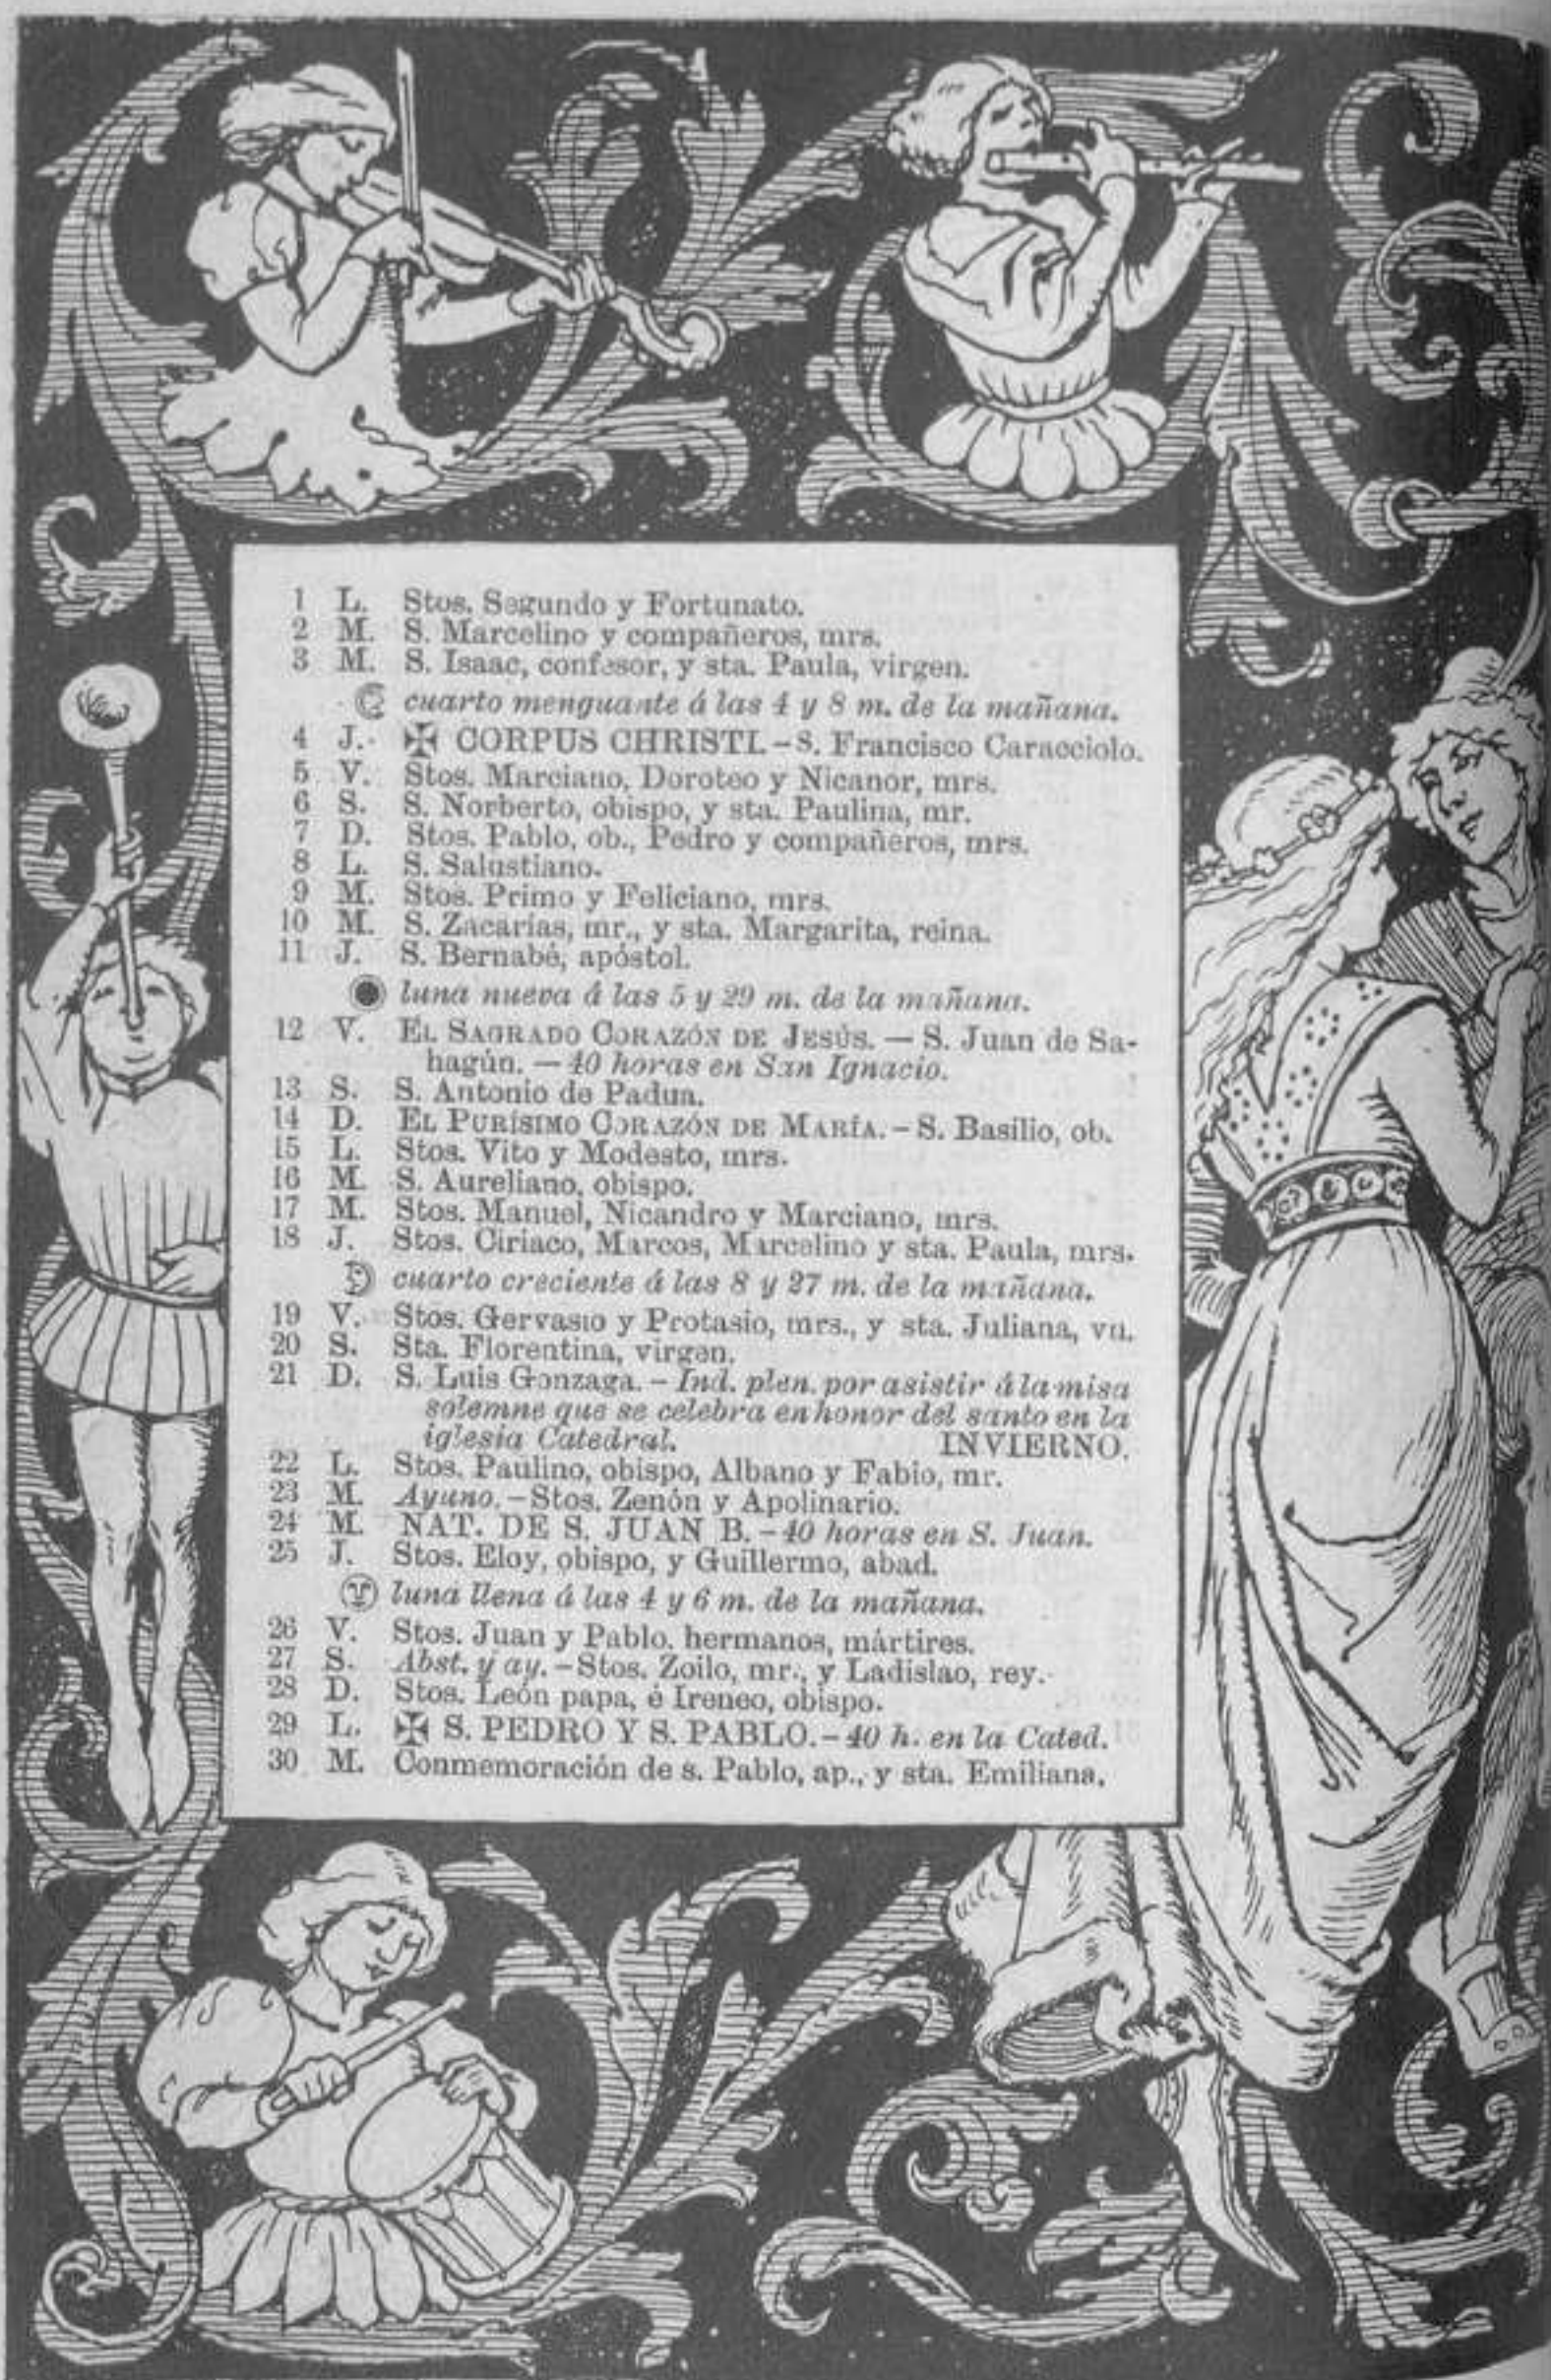 1 L. Stos. Segundo y Fortunato.
2 M. S. Marcelino y compañeros, mrs.
3 M. S. Isaac, confesor, y sta. Paula, virgen.
cuarto menguante á las 4 y 8 m. de la mañana.
4 J. ✠ CORPUS CHRISTI.–S. Francisco Caracciolo.
5 V. Stos. Marciano, Doroteo y Nicanor, mrs.
6 S. S. Norberto, obispo, y sta. Paulina, mr.
7 D. Stos. Pablo, ob., Pedro y compañeros, mrs.
8 L. S. Salustiano.
9 M. Stos. Primo y Feliciano, mrs.
10 M. S. Zacarías, mr., y sta. Margarita, reina.
11 J. S. Bernabé, apóstol.
luna nueva á las 5 y 29 m. de la mañana.
12 V. EL SAGRADO CORAZÓN DE JESÚS. — S. Juan de Sa-
hagún. — 40 horas en San Ignacio.
13 S. S. Antonio de Padua.
14 D. EL PURÍSIMO CORAZÓN DE MARÍA.–S. Basilio, ob.
15 L. Stos. Vito y Modesto, mrs.
16 M. S. Aureliano, obispo.
17 M. Stos. Manuel, Nicandro y Marciano, mrs.
18 J. Stos. Ciriaco, Marcos, Marcelino y sta. Paula, mrs.
cuarto creciente á las 8 y 27 m. de la mañana.
19 V. Stos. Gervasio y Protasio, mrs., y sta. Juliana, vn.
20 S. Sta. Florentina, virgen.
21 D. S. Luis Gonzaga.–Ind. plen. por asistir á la misa
solemne que se celebra en honor del santo en la
iglesia Catedral. INVIERNO.
22 L. Stos. Paulino, obispo, Albano y Fabio, mr.
23 M. Ayuno.–Stos. Zenón y Apolinario.
24 M. NAT. DE S. JUAN B.–40 horas en S. Juan.
25 J. Stos. Eloy, obispo, y Guillermo, abad.
luna llena á las 4 y 6 m. de la mañana.
26 V. Stos. Juan y Pablo, hermanos, mártires.
27 S. Abst. y ay.–Stos. Zoilo, mr., y Ladislao, rey.
28 D. Stos. León papa, é Ireneo, obispo.
29 L. ✠ S. PEDRO Y S. PABLO.–40 h. en la Cated.
30 M. Conmemoración de s. Pablo, ap., y sta. Emiliana.